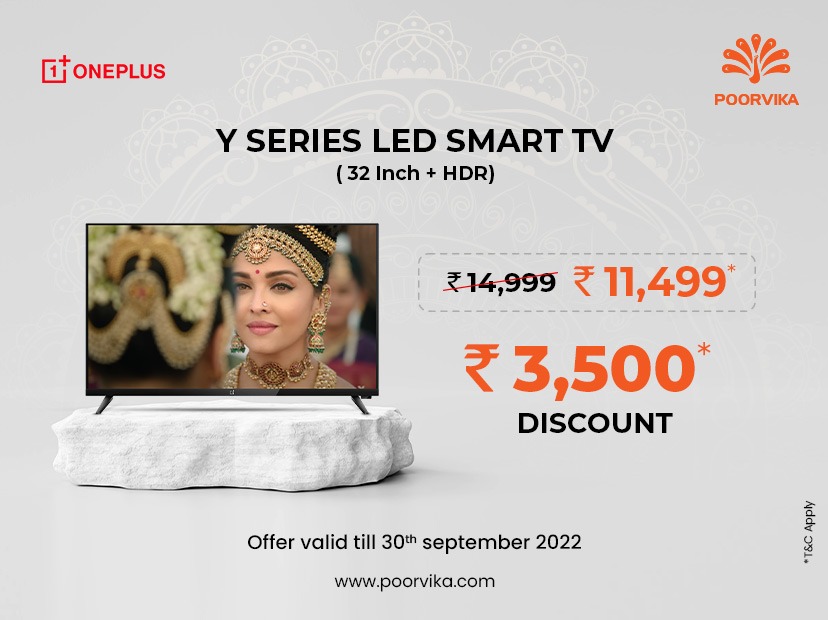 ONEPLUS
POORVIKA
Y SERIES LED SMART TV
( 32 Inch + HDR)
₹ 14,999 ₹ 11,499*
₹ 3,500*
DISCOUNT
Offer valid till 30th september 2022
www.poorvika.com
*T&C Apply